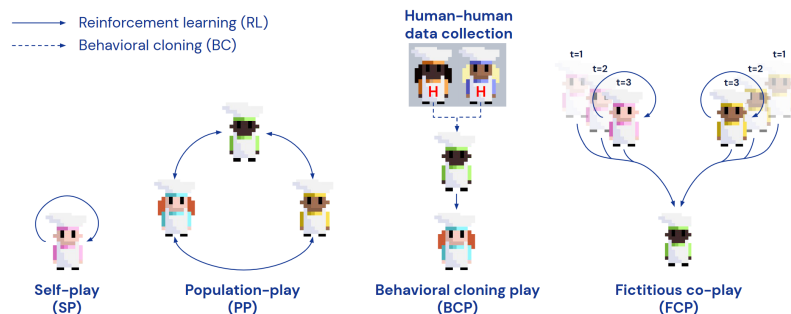 Reinforcement learning (RL)
Behavioral cloning (BC)
Human-human
data collection
H H
t=1
t=2
t=3
t=1
t=2
t=3
Self-play
(SP)
Population-play
(PP)
Behavioral cloning play
(BCP)
Fictitious co-play
(FCP)